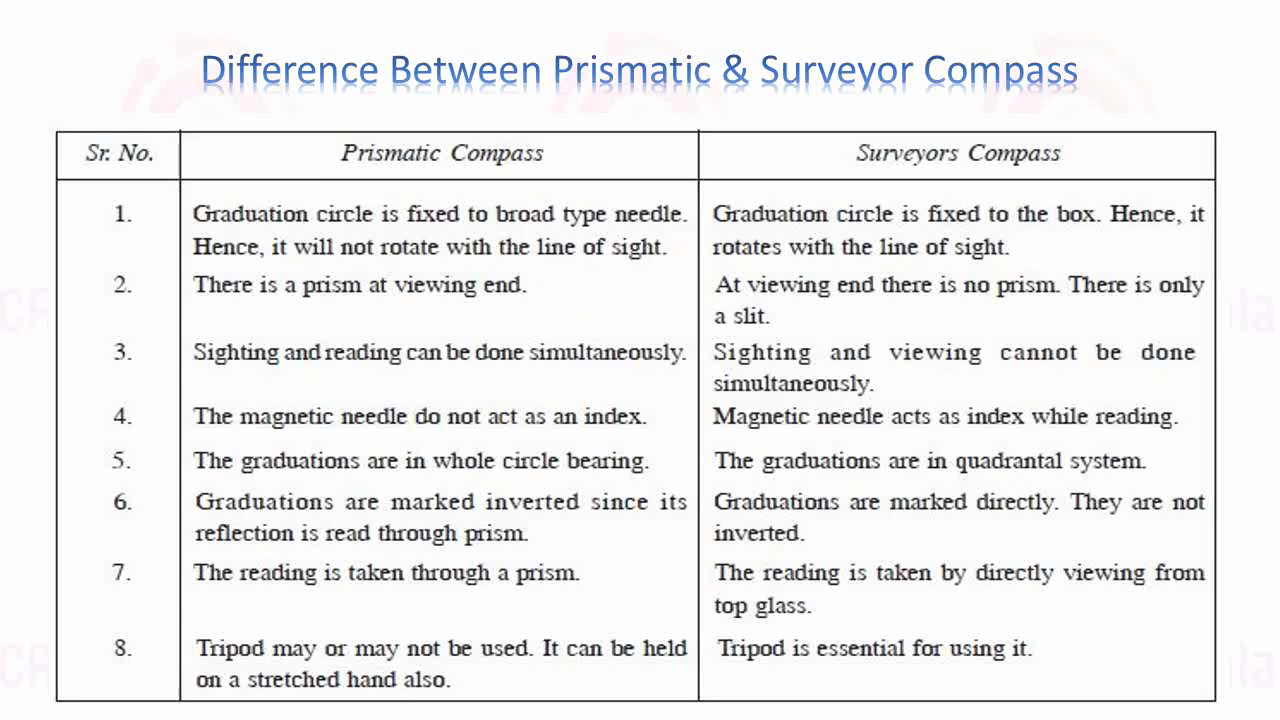 Difference Between Prismatic & Surveyor Compass
Sr. No. Prismatic Compass Surveyors Compass
1. Graduation circle is fixed to broad type needle. Graduation circle is fixed to the box. Hence, it
Hence, it will not rotate with the line of sight. rotates with the line of sight.
2. There is a prism at viewing end. At viewing end there is no prism. There is only
a slit.
3. Sighting and reading can be done simultaneously. Sighting and viewing cannot be done
simultaneously.
4. The magnetic needle do not act as an index. Magnetic needle acts as index while reading.
5. The graduations are in whole circle bearing. The graduations are in quadrantal system.
6. Graduations are marked inverted since its Graduations are marked directly. They are not
reflection is read through prism. inverted.
7. The reading is taken through a prism. The reading is taken by directly viewing from
top glass.
8. Tripod may or may not be used. It can be held Tripod is essential for using it.
on a stretched hand also.